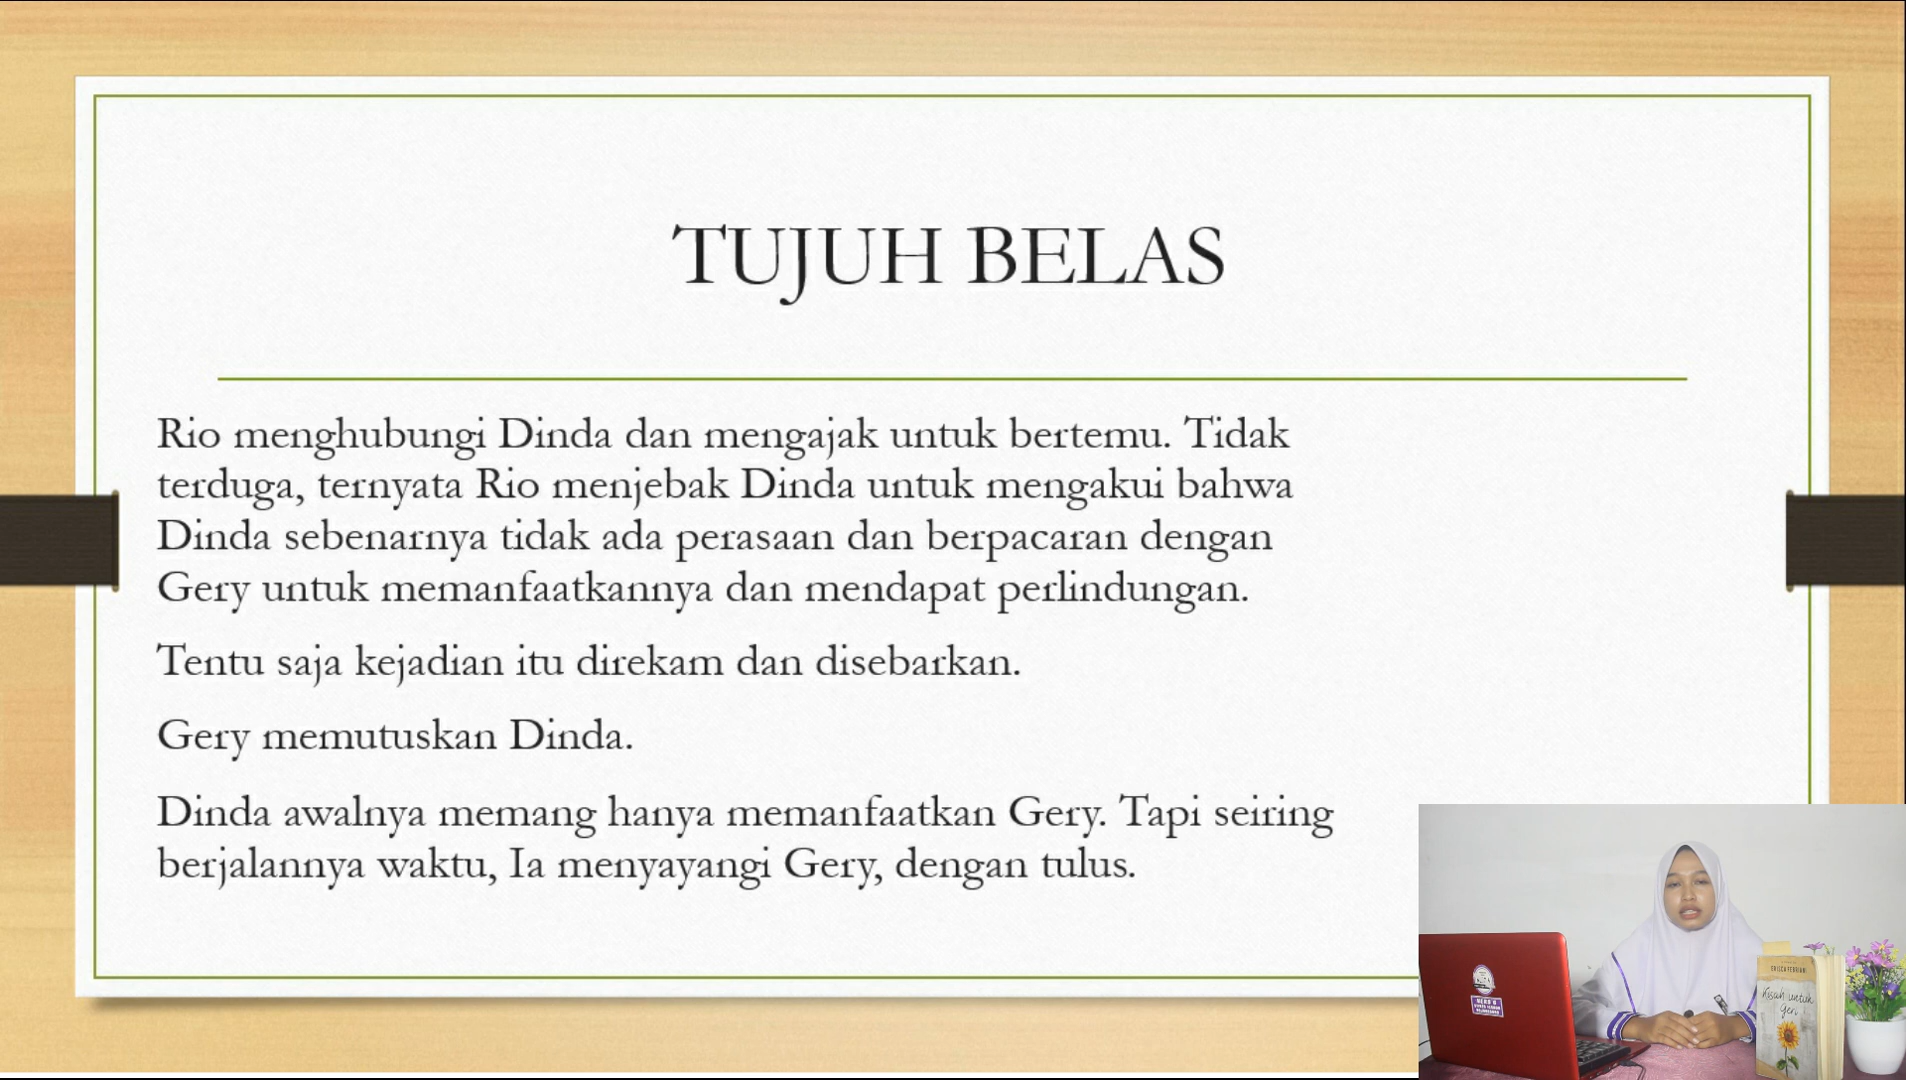 TUJUH BELAS
Rio menghubungi Dinda dan mengajak untuk bertemu. Tidak
terduga, ternyata Rio menjebak Dinda untuk mengakui bahwa
Dinda sebenarnya tidak ada perasaan dan berpacaran dengan
Gery untuk memanfaatkannya dan mendapat perlindungan.
Tentu saja kejadian itu direkam dan disebarkan.
Gery memutuskan Dinda.
Dinda awalnya memang hanya memanfaatkan Gery. Tapi seiring
berjalannya waktu, Ia menyayangi Gery, dengan tulus.
Kisah untuk
Geri